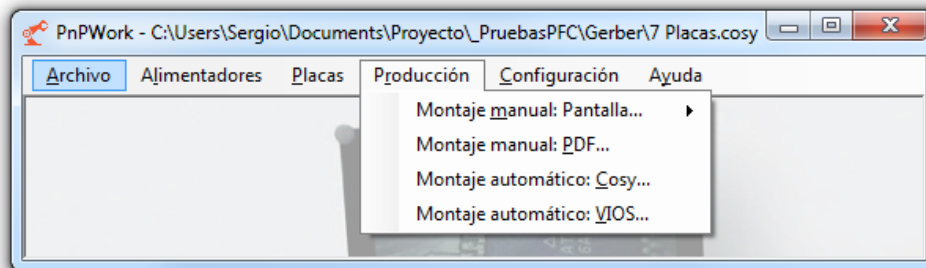 PnPWork - C:\Users\Sergio\Documents\Proyecto\_PruebasPFC\Gerber\7 Placas.cosy
Archivo Alimentadores Placas Producción Configuración Ayuda
Montaje manual: Pantalla...
Montaje manual: PDF...
Montaje automático: Cosy...
Montaje automático: VIOS...